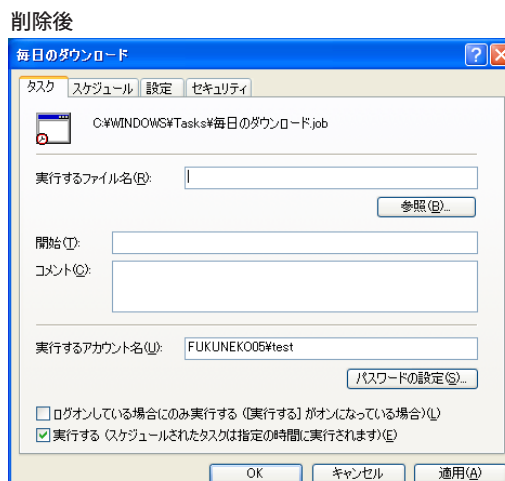 削除後
毎日のダウンロード
タスク スケジュール 設定 セキュリティ
C:¥WINDOWS¥Tasks¥毎日のダウンロード.job
実行するファイル名(R):
参照(B)...
開始(T):
コメント(C):
実行するアカウント名(U): FUKUNEKO05¥test
パスワードの設定(S)...
ログオンしている場合にのみ実行する ([実行する] がオンになっている場合)(L)
実行する (スケジュールされたタスクは指定の時間に実行されます)(E)
OK キャンセル 適用(A)